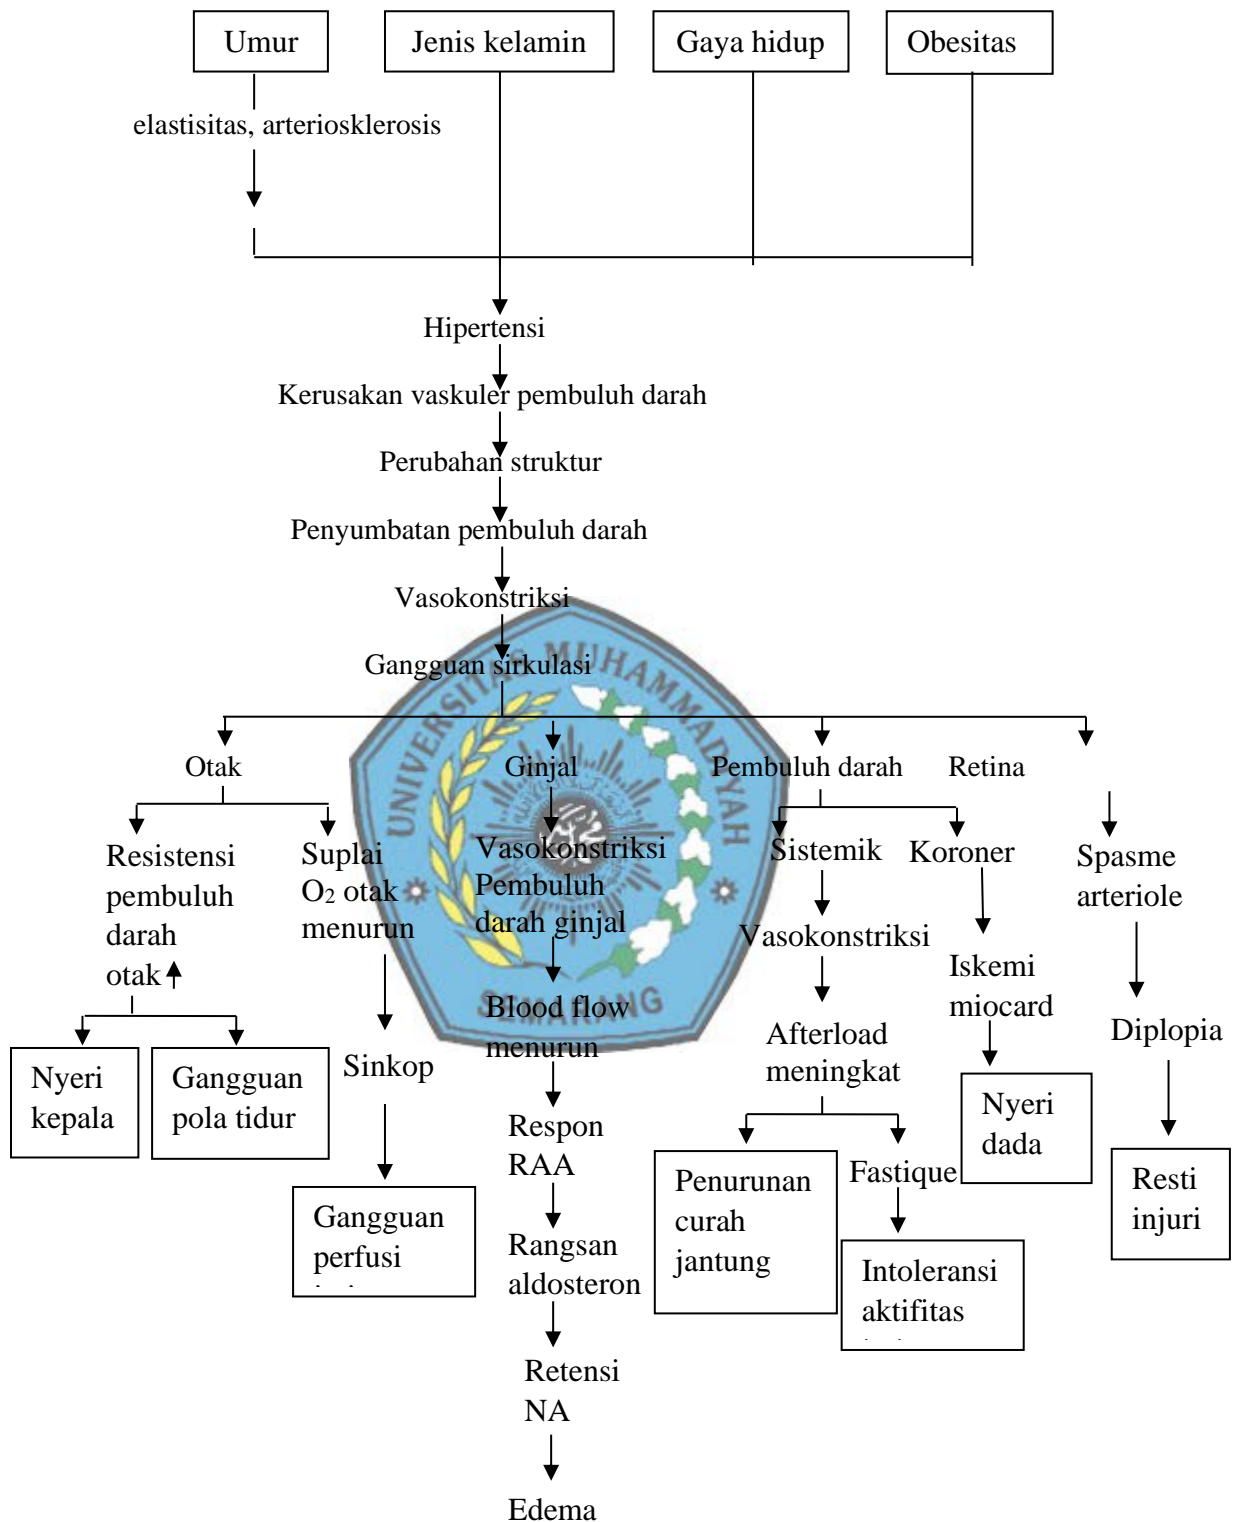 Umur
Jenis kelamin
Gaya hidup
Obesitas
elastisitas, arteriosklerosis
Hipertensi
Kerusakan vaskuler pembuluh darah
Perubahan struktur
Penyumbatan pembuluh darah
Vasokonstriksi
Gangguan sirkulasi
UNIVERSITAS MUHAMMADIYAH
SEMARANG
Otak
Ginjal
Pembuluh darah
Retina
Resistensi
pembuluh
darah
otak
Suplai
O2 otak
menurun
Vasokonstriksi
Pembuluh
darah ginjal
Sistemik
Koroner
Spasme
arteriole
Vasokonstriksi
Iskemi
miocard
Blood flow
menurun
Afterload
meningkat
Diplopia
Nyeri
kepala
Gangguan
pola tidur
Sinkop
Nyeri
dada
Respon
RAA
Penurunan
curah
jantung
Fastique
Resti
injuri
Gangguan
perfusi
Rangsan
aldosteron
Intoleransi
aktifitas
Retensi
NA
Edema